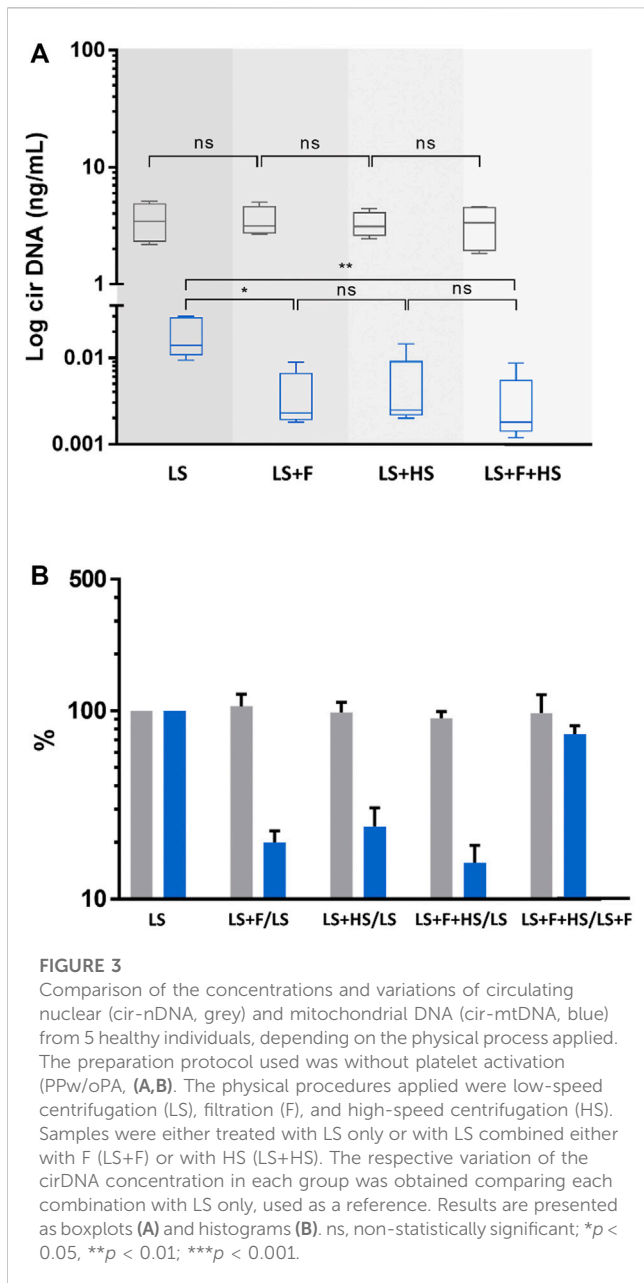 A
Log cir DNA (ng/mL)
100
10
1
0.01
0.001
ns ns ns
**
* ns ns
LS LS+F LS+HS LS+F+HS
B
%
500
100
10
LS LS+F/LS LS+HS/LS LS+F+HS/LS LS+F+HS/LS+F
FIGURE 3
Comparison of the concentrations and variations of circulating
nuclear (cir-nDNA, grey) and mitochondrial DNA (cir-mtDNA, blue)
from 5 healthy individuals, depending on the physical process applied.
The preparation protocol used was without platelet activation
(PPw/oPA, (A,B). The physical procedures applied were low-speed
centrifugation (LS), filtration (F), and high-speed centrifugation (HS).
Samples were either treated with LS only or with LS combined either
with F (LS+F) or with HS (LS+HS). The respective variation of the
cirDNA concentration in each group was obtained comparing each
combination with LS only, used as a reference. Results are presented
as boxplots (A) and histograms (B). ns, non-statistically significant; *p <
0.05, **p < 0.01; ***p < 0.001.